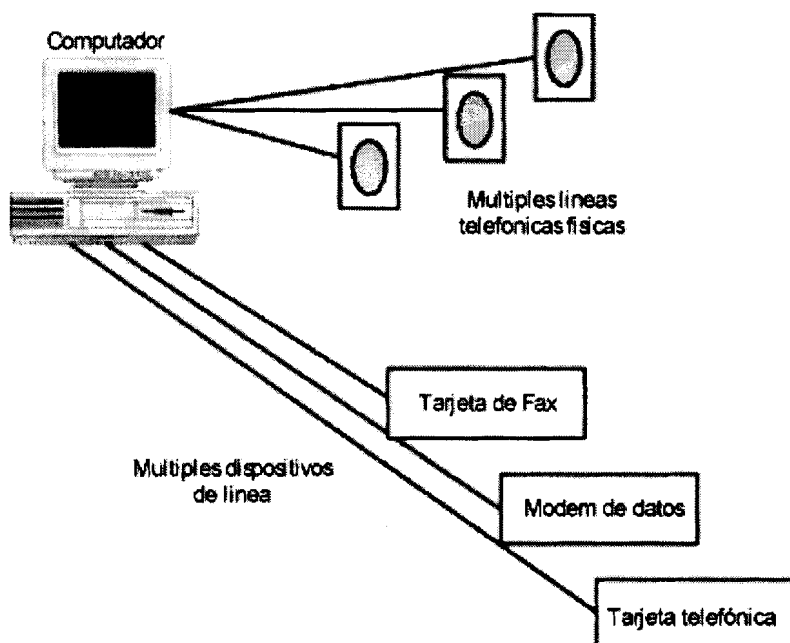 Computador
Multiples lineas
telefonicas fisicas
Tarjeta de Fax
Multiples dispositivos
de linea
Modem de datos
Tarjeta telefónica